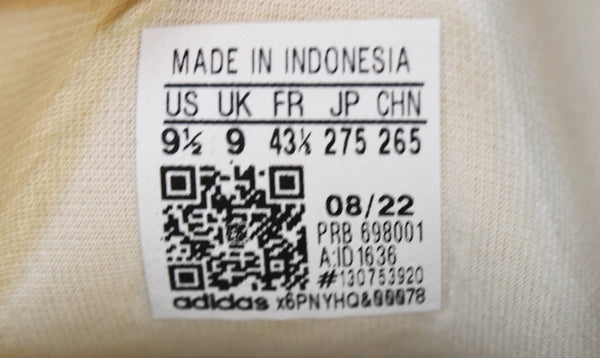 MADE IN INDONESIA
US UK FR JP CHN
9½ 9 43⅓ 275 265
08/22
PRB 698001
A:ID1636
#130753920
adidas x6PNYHQ&00078